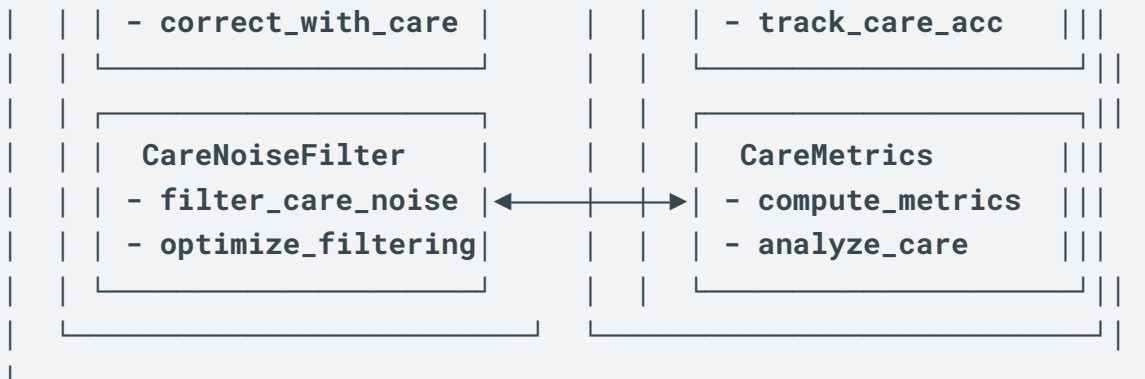 - correct_with_care - track_care_acc
CareNoiseFilter CareMetrics
- filter_care_noise - compute_metrics
- optimize_filtering - analyze_care